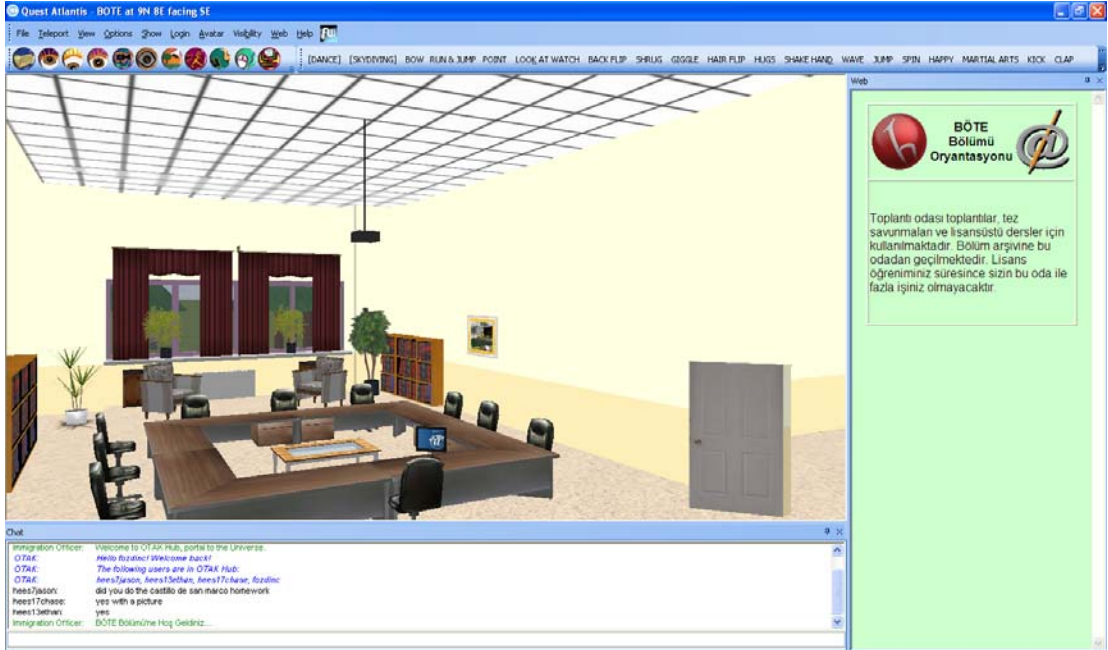 Quest Atlantis - BOTE at 9N 8E facing SE
File Teleport View Options Show Login Avatar Visibility Web Help
[DANCE] [SKYDIVING] BOW RUN & JUMP POINT LOOK AT WATCH BACK FLIP SHRUG GIGGLE HAIR FLIP HUGS SHAKE HAND WAVE JUMP SPIN HAPPY MARTIAL ARTS KICK CLAP
Web
BÖTE
Bölümü
Oryantasyonu
Toplantı odası toplantılar, tez
savunmaları ve lisansüstü dersler için
kullanılmaktadır. Bölüm arşivine bu
odadan geçilmektedir. Lisans
öğreniminiz süresince sizin bu oda ile
fazla işiniz olmayacaktır.
Chat
Immigration Officer: Welcome to OTAK Hub, portal to the Universe.
OTAK: Hello fozdinc! Welcome back!
OTAK: The following users are in OTAK Hub:
OTAK: hees7jason, hees13ethan, hees17chase, fozdinc
hees7jason: did you do the castillo de san marco homework
hees17chase: yes with a picture
hees13ethan: yes
Immigration Officer: BÖTE Bölümü'ne Hoş Geldiniz...